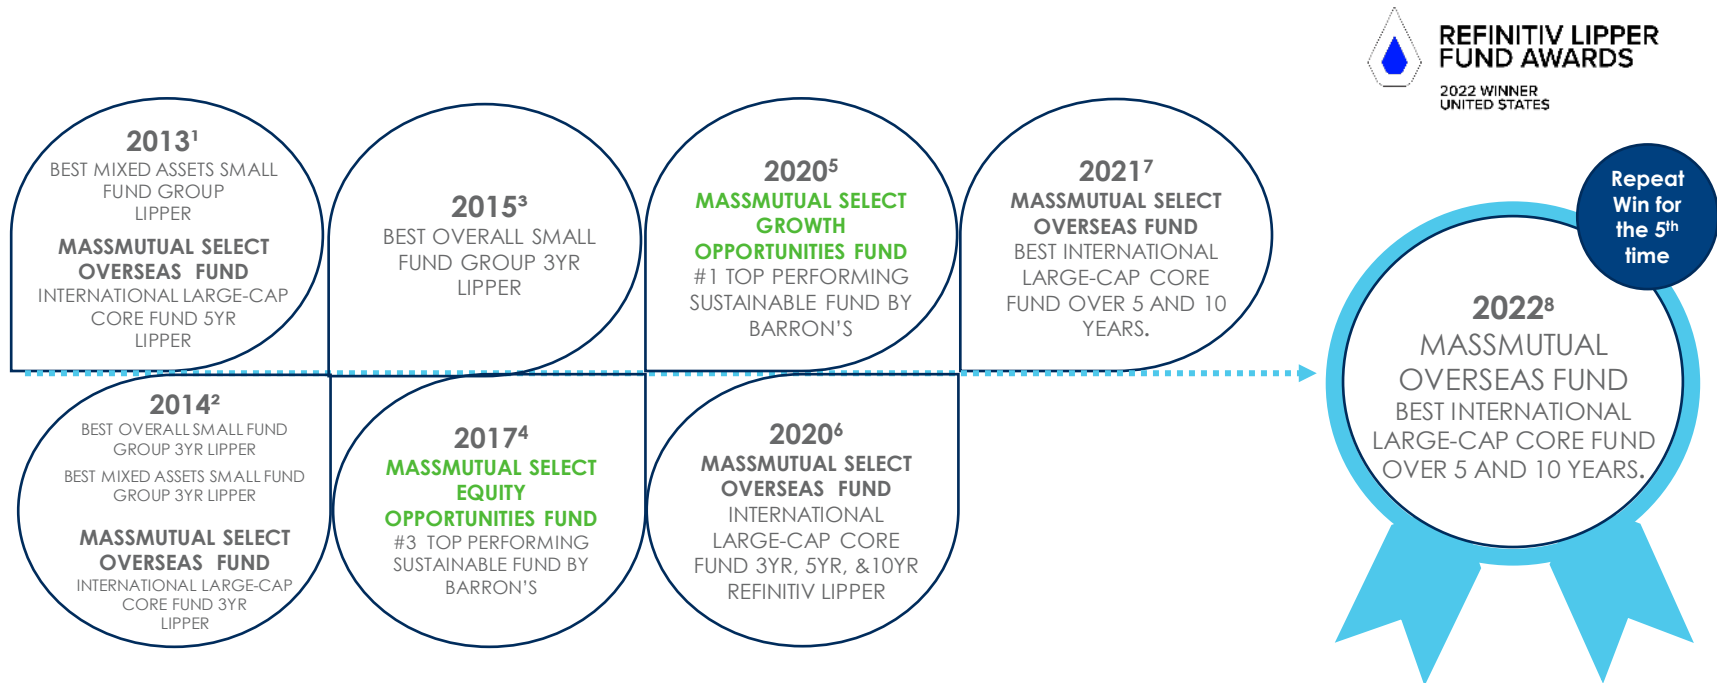 REFINITIV LIPPER
FUND AWARDS
2022 WINNER
UNITED STATES
2013¹
BEST MIXED ASSETS SMALL
FUND GROUP
LIPPER
MASSMUTUAL SELECT
OVERSEAS FUND
INTERNATIONAL LARGE-CAP
CORE FUND 5YR
LIPPER
2014²
BEST OVERALL SMALL FUND
GROUP 3YR LIPPER
BEST MIXED ASSETS SMALL FUND
GROUP 3YR LIPPER
MASSMUTUAL SELECT
OVERSEAS FUND
INTERNATIONAL LARGE-CAP
CORE FUND 3YR
LIPPER
2015³
BEST OVERALL SMALL
FUND GROUP 3YR
LIPPER
2017⁴
MASSMUTUAL SELECT
EQUITY
OPPORTUNITIES FUND
#3 TOP PERFORMING
SUSTAINABLE FUND BY
BARRON'S
2020⁵
MASSMUTUAL SELECT
GROWTH
OPPORTUNITIES FUND
#1 TOP PERFORMING
SUSTAINABLE FUND BY
BARRON'S
2020⁶
MASSMUTUAL SELECT
OVERSEAS FUND
INTERNATIONAL
LARGE-CAP CORE
FUND 3YR, 5YR, &10YR
REFINITIV LIPPER
2021⁷
MASSMUTUAL SELECT
OVERSEAS FUND
BEST INTERNATIONAL
LARGE-CAP CORE
FUND OVER 5 AND 10
YEARS.
Repeat
Win for
the 5th
time
2022⁸
MASSMUTUAL
OVERSEAS FUND
BEST INTERNATIONAL
LARGE-CAP CORE FUND
OVER 5 AND 10 YEARS.